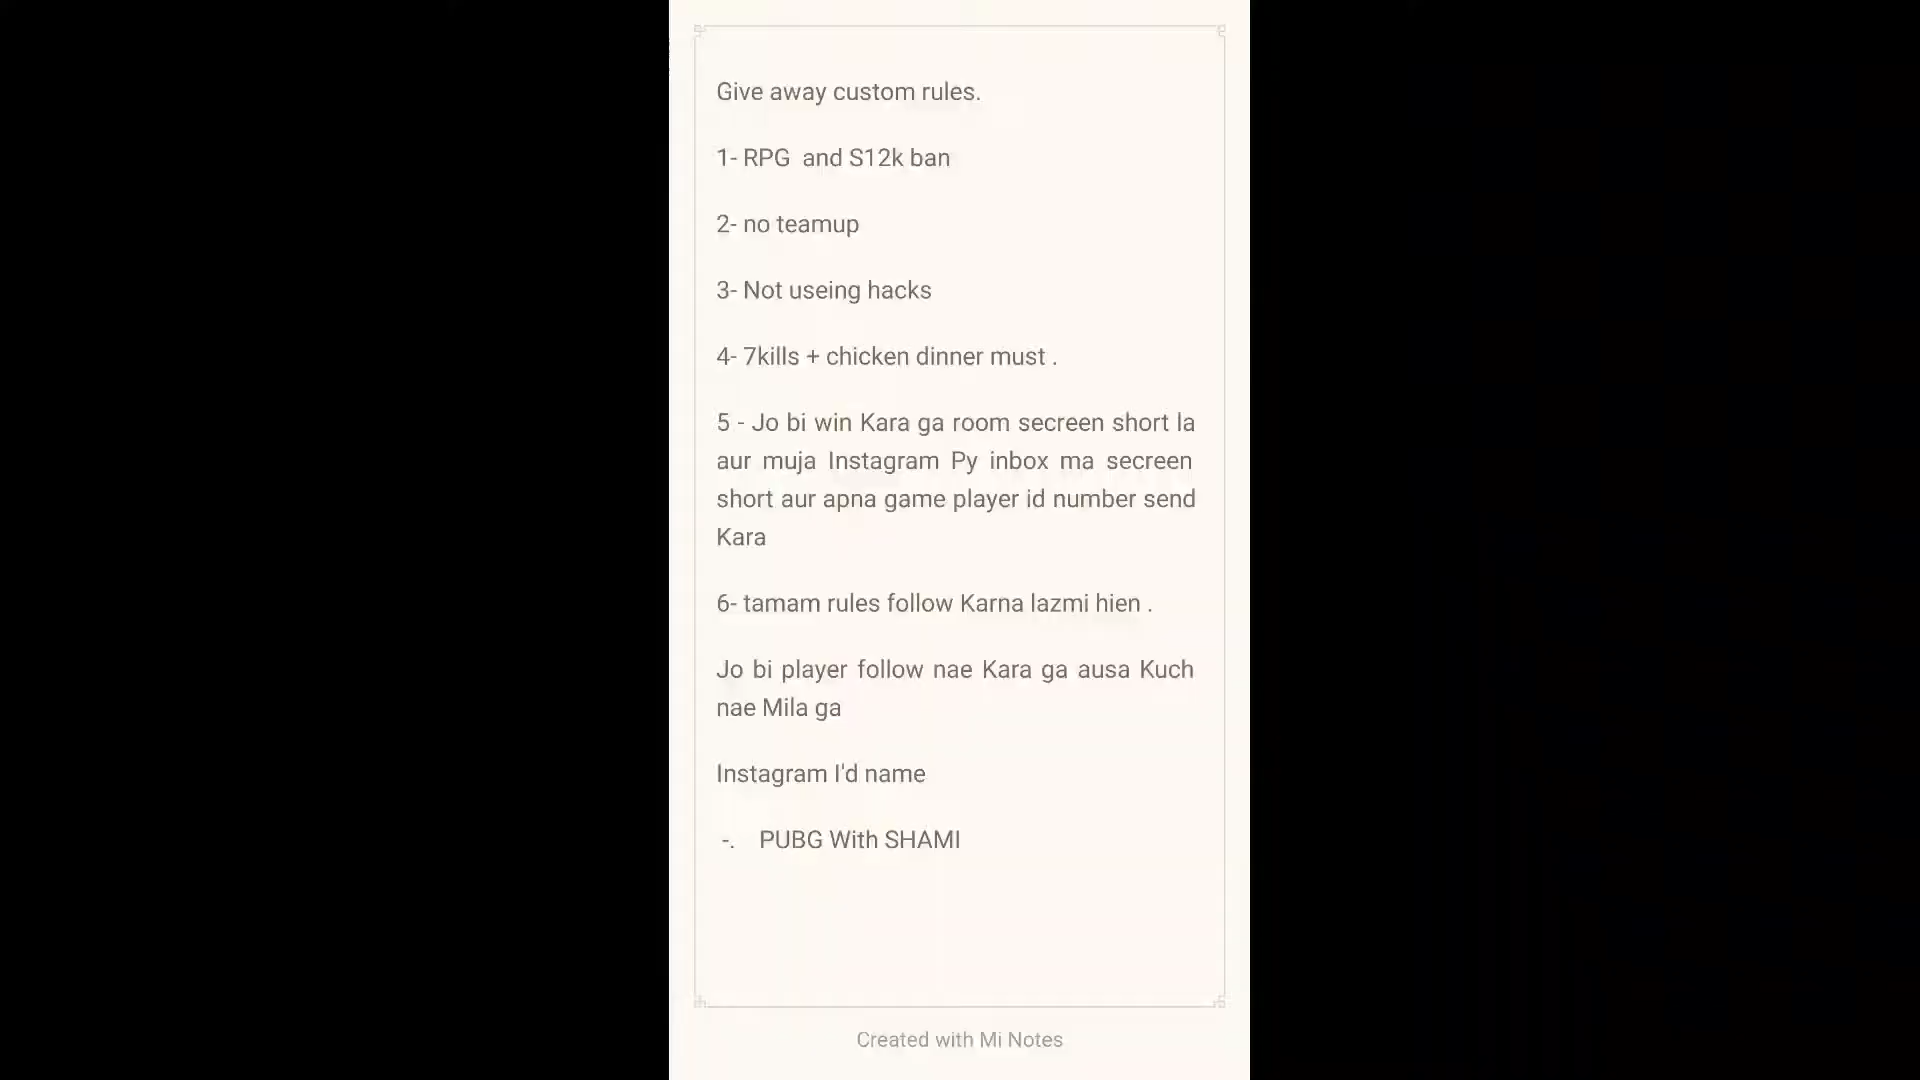 Give away custom rules.
1- RPG  and S12k ban
2- no teamup
3- Not useing hacks
4- 7kills + chicken dinner must .
5 - Jo bi win Kara ga room secreen short la
aur muja Instagram Py inbox ma secreen
short aur apna game player id number send
Kara
6- tamam rules follow Karna lazmi hien .
Jo bi player follow nae Kara ga ausa Kuch
nae Mila ga
Instagram I'd name
-.    PUBG With SHAMI
Created with Mi Notes